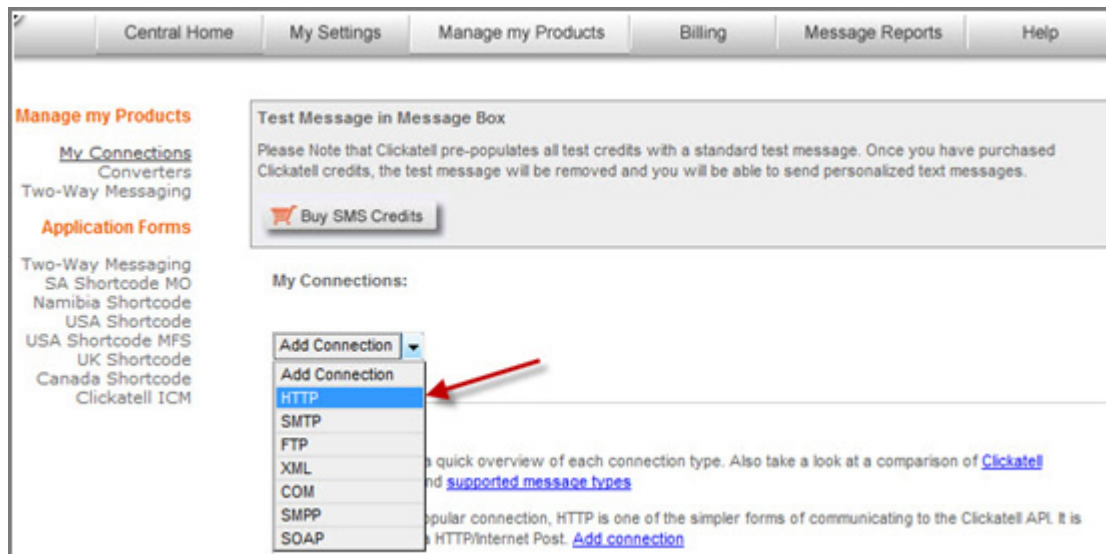 Central Home
My Settings
Manage my Products
Billing
Message Reports
Help
Manage my Products
My Connections
Converters
Two-Way Messaging
Application Forms
Two-Way Messaging
SA Shortcode MO
Namibia Shortcode
USA Shortcode
USA Shortcode MFS
UK Shortcode
Canada Shortcode
Clickatell ICM
Test Message in Message Box
Please Note that Clickatell pre-populates all test credits with a standard test message. Once you have purchased
Clickatell credits, the test message will be removed and you will be able to send personalized text messages.
Buy SMS Credits
My Connections:
Add Connection
Add Connection
HTTP
SMTP
FTP
XML
COM
SMPP
SOAP
a quick overview of each connection type. Also take a look at a comparison of Clickatell
nd supported message types
opular connection, HTTP is one of the simpler forms of communicating to the Clickatell API. It is
a HTTP/Internet Post. Add connection